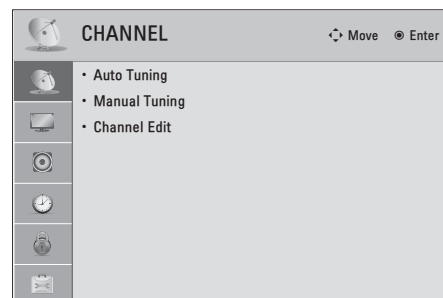 CHANNEL
Move Enter
• Auto Tuning
• Manual Tuning
• Channel Edit